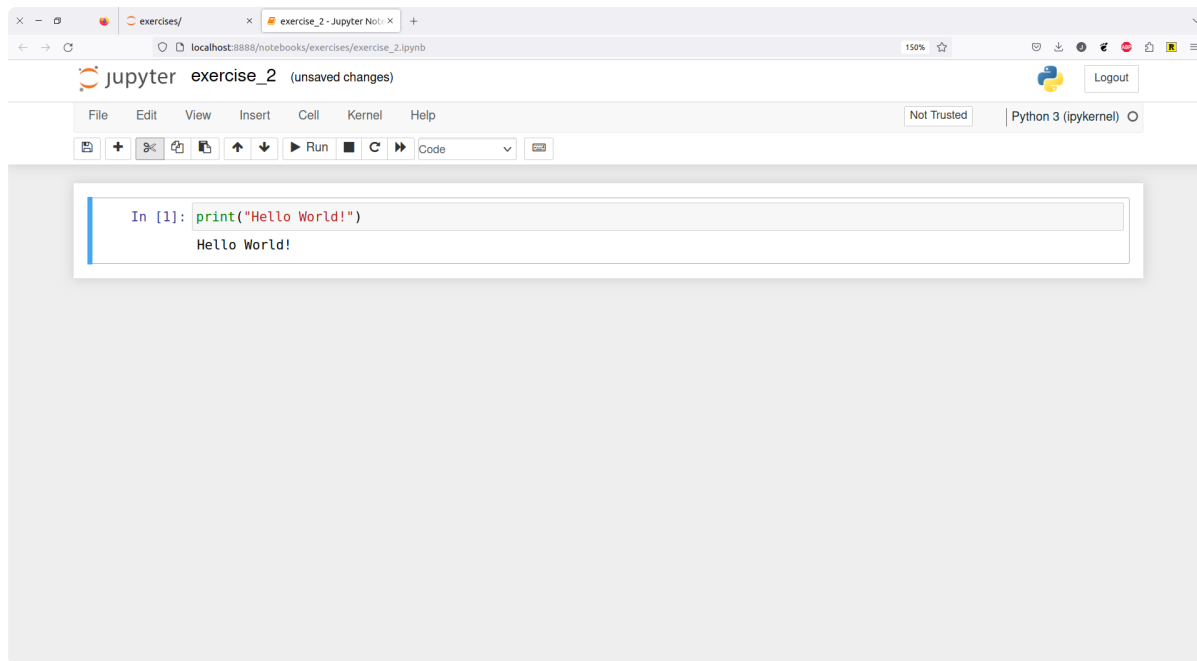 exercises/
exercise_2 - Jupyter Note
localhost:8888/notebooks/exercises/exercise_2.ipynb
150%
jupyter exercise_2 (unsaved changes)
Logout
File Edit View Insert Cell Kernel Help
Not Trusted
Python 3 (ipykernel)
Run
Code
In [1]: print("Hello World!")
Hello World!